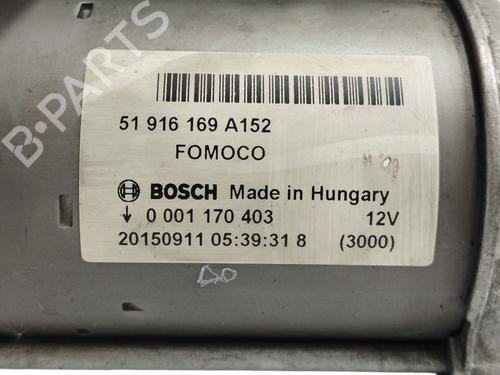 B-PARTS
51 916 169 A152
FOMOCO
BOSCH Made in Hungary
0 001 170 403 12V
20150911 05:39:31 8 (3000)